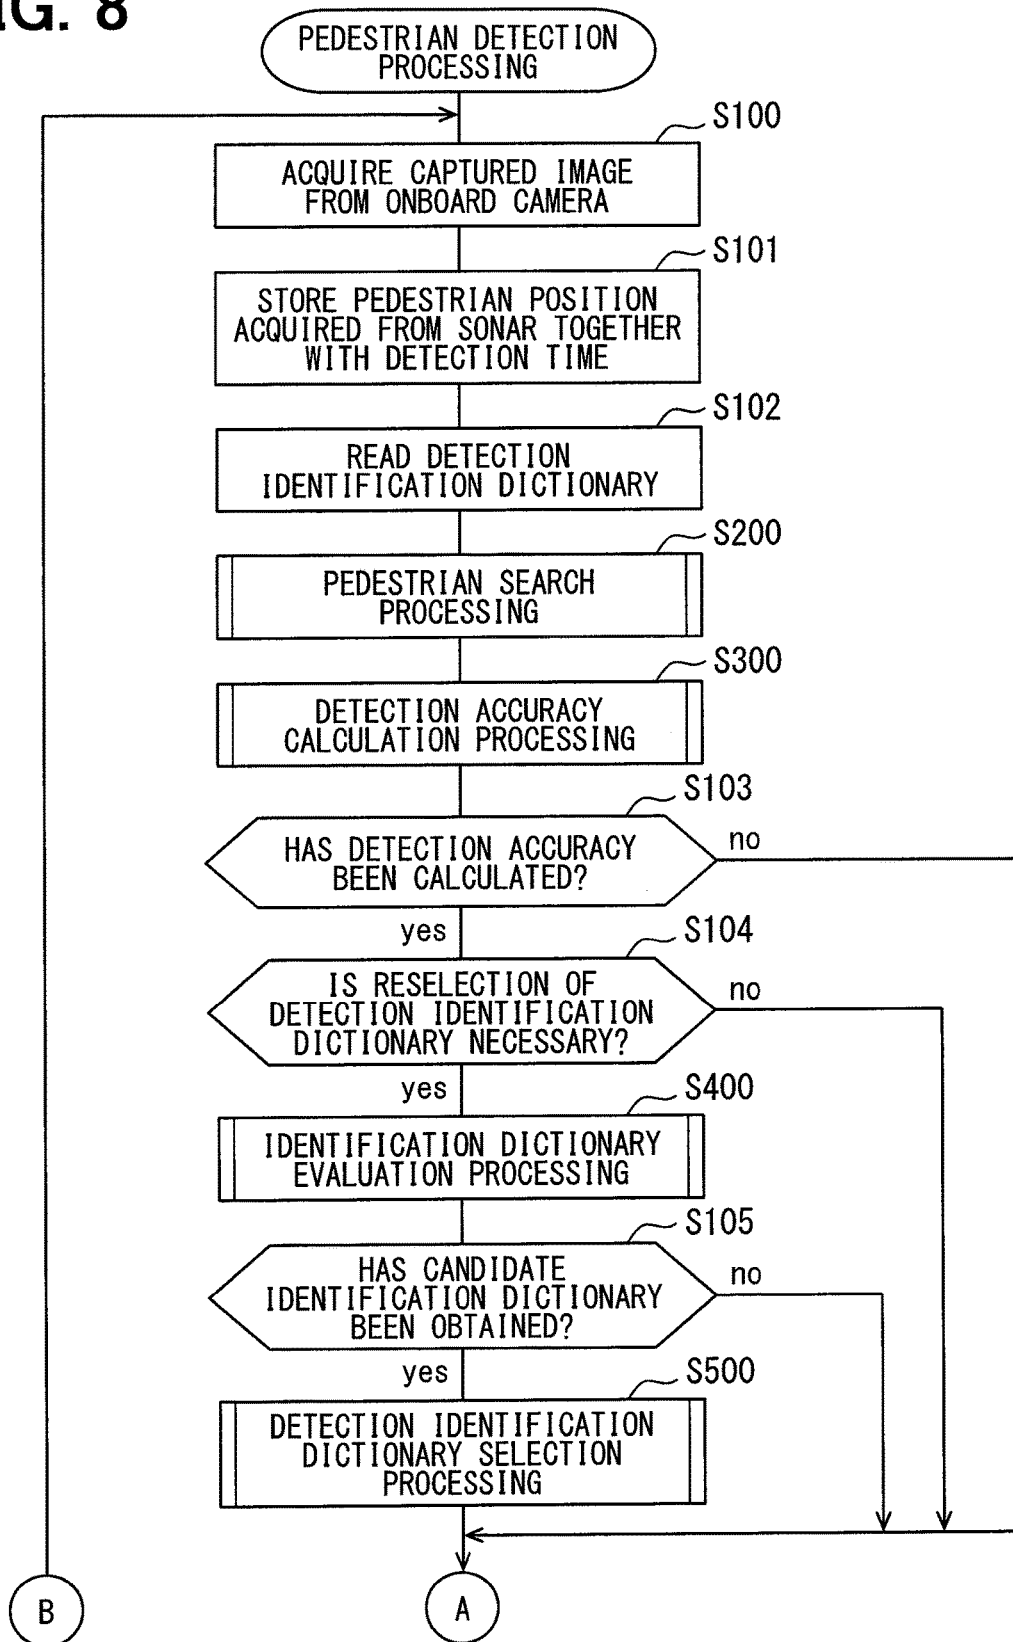 IG. 8
PEDESTRIAN DETECTION
PROCESSING
S100
ACQUIRE CAPTURED IMAGE
FROM ONBOARD CAMERA
S101
STORE PEDESTRIAN POSITION
ACQUIRED FROM SONAR TOGETHER
WITH DETECTION TIME
S102
READ DETECTION
IDENTIFICATION DICTIONARY
S200
PEDESTRIAN SEARCH
PROCESSING
S300
DETECTION ACCURACY
CALCULATION PROCESSING
S103
HAS DETECTION ACCURACY
BEEN CALCULATED?
no
yes
S104
IS RESELECTION OF
DETECTION IDENTIFICATION
DICTIONARY NECESSARY?
no
yes
S400
IDENTIFICATION DICTIONARY
EVALUATION PROCESSING
S105
HAS CANDIDATE
IDENTIFICATION DICTIONARY
BEEN OBTAINED?
no
yes
S500
DETECTION IDENTIFICATION
DICTIONARY SELECTION
PROCESSING
B
A